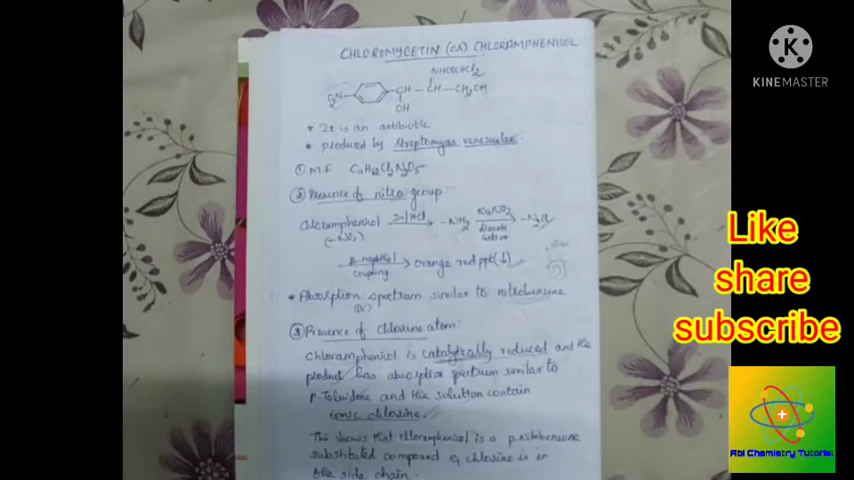 CHLOROMYCETIN (OR) CHLORAMPHENICOL
NHCOCHCl2
O2N
CH - CH - CH2OH
OH
* It is an antibiotic
* produced by Streptomyces venezuelae.
① M.F C11H12Cl2N2O5
② Presence of nitro group
Chloramphenicol Sn/HCl → -NH2 NaNO2 → -N2Cl
(-NO2)
Diazoti
sation
β-naphthol → orange red ppt (↓)
coupling
* Absorption spectrum similar to nitrobenzene
(UV)
③ Presence of chlorine atom:
Chloramphenicol is catalytically reduced and the
product has absorption spectrum similar to
p-Toluidine and the solution contain
ionic chlorine.
This shows that chloramphenicol is a p.nitrobenzene
substituted compound & chlorine is in
the side chain.
K
KINEMASTER
Like
share
subscribe
Abi Chemistry Tutorial